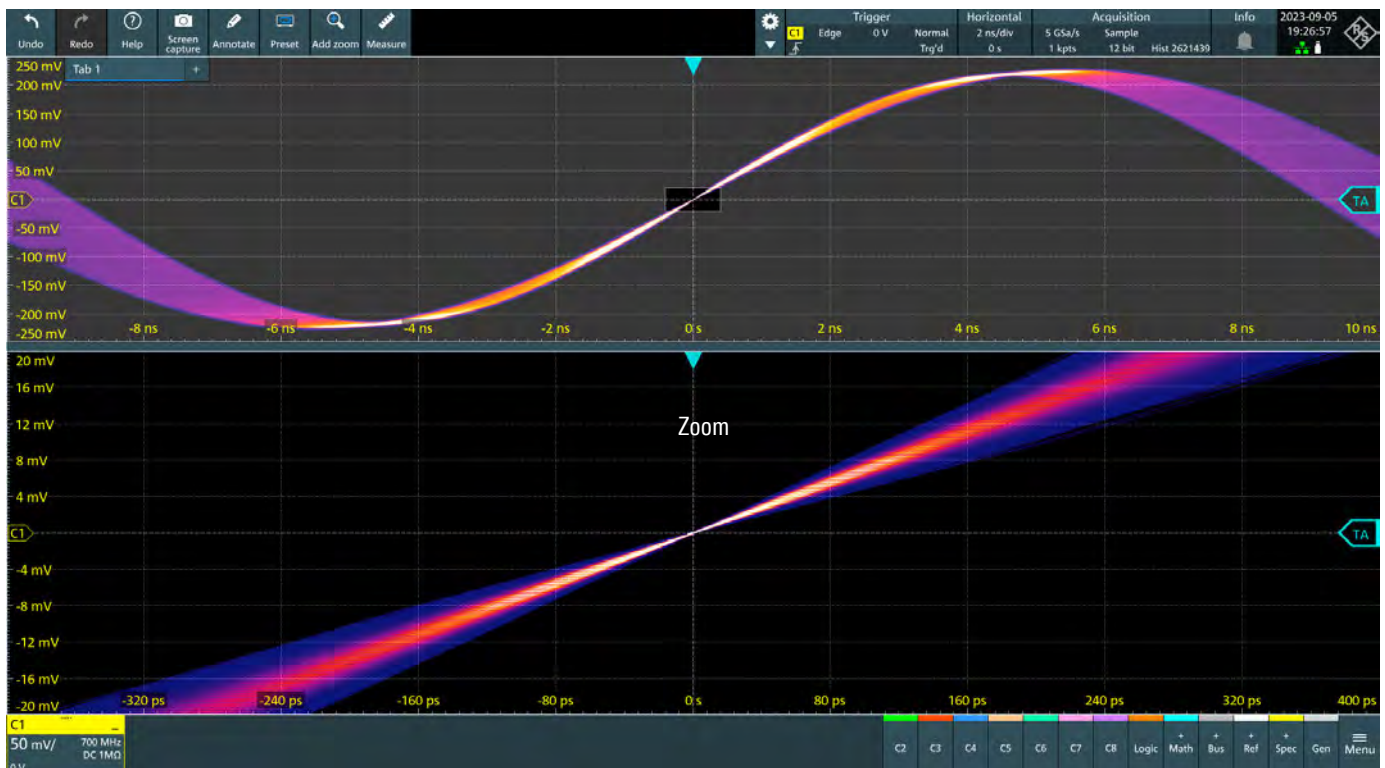 Undo Redo Help Screen capture Annotate Preset Add zoom Measure
Trigger Horizontal Acquisition Info 2023-09-05
C1 Edge 0 V Normal 2 ns/div 5 GSa/s Sample 19:26:57
Trig'd 0 s 1 kpts 12 bit Hist 2621439
R&S
250 mV Tab 1 +
200 mV
150 mV
100 mV
50 mV
C1 TA
-50 mV
-100 mV
-150 mV
-200 mV
-8 ns -6 ns -4 ns -2 ns 0 s 2 ns 4 ns 6 ns 8 ns 10 ns
-250 mV
20 mV
16 mV
12 mV Zoom
8 mV
4 mV
C1 TA
-4 mV
-8 mV
-12 mV
-16 mV
-20 mV -320 ps -240 ps -160 ps -80 ps 0 s 80 ps 160 ps 240 ps 320 ps 400 ps
C1
50 mV/ 700 MHz
DC 1MΩ
0 V
C2 C3 C4 C5 C6 C7 C8 Logic + Math + Bus + Ref + Spec Gen Menu